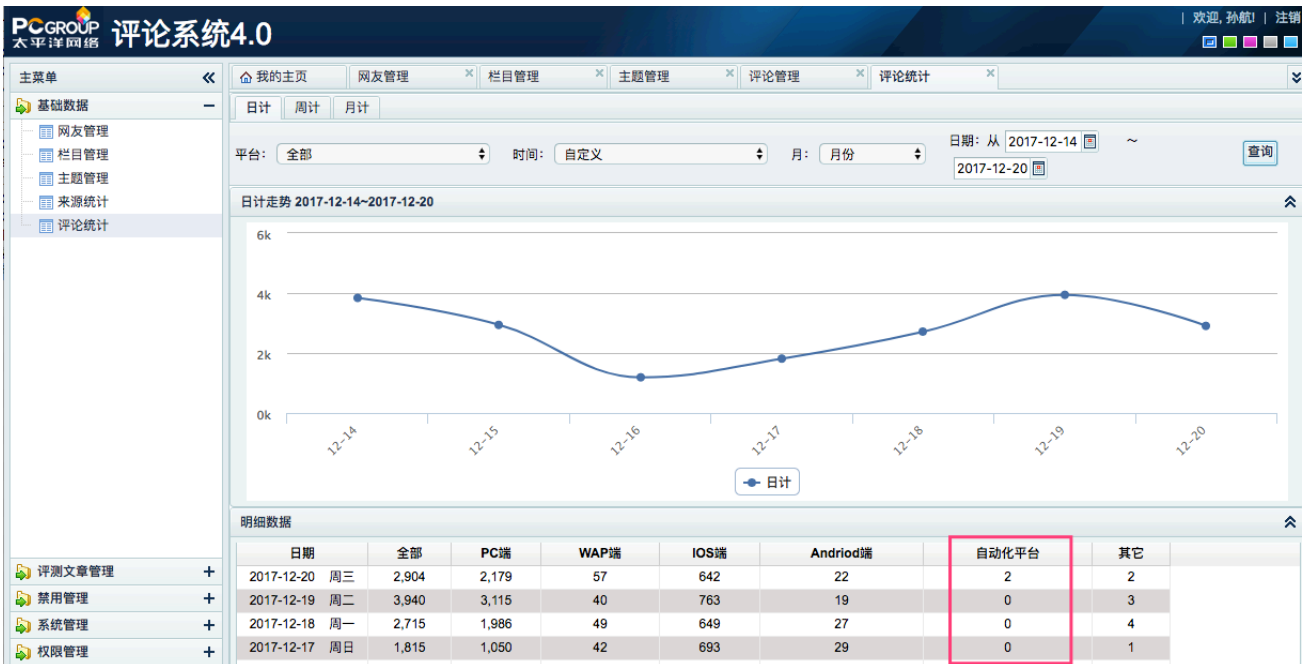 PCGROUP 太平洋网络 评论系统4.0
| 欢迎, 孙航! | 注销
主菜单
基础数据
网友管理
栏目管理
主题管理
来源统计
评论统计
评测文章管理
禁用管理
系统管理
权限管理
我的主页 网友管理 栏目管理 主题管理 评论管理 评论统计
日计 周计 月计
平台: 全部 时间: 自定义 月: 月份 日期: 从 2017-12-14 ~ 查询
2017-12-20
日计走势 2017-12-14~2017-12-20
6k
4k
2k
0k
12-14 12-15 12-16 12-17 12-18 12-19 12-20
日计
明细数据
日期 全部 PC端 WAP端 IOS端 Andriod端 自动化平台 其它
2017-12-20 周三 2,904 2,179 57 642 22 2 2
2017-12-19 周二 3,940 3,115 40 763 19 0 3
2017-12-18 周一 2,715 1,986 49 649 27 0 4
2017-12-17 周日 1,815 1,050 42 693 29 0 1